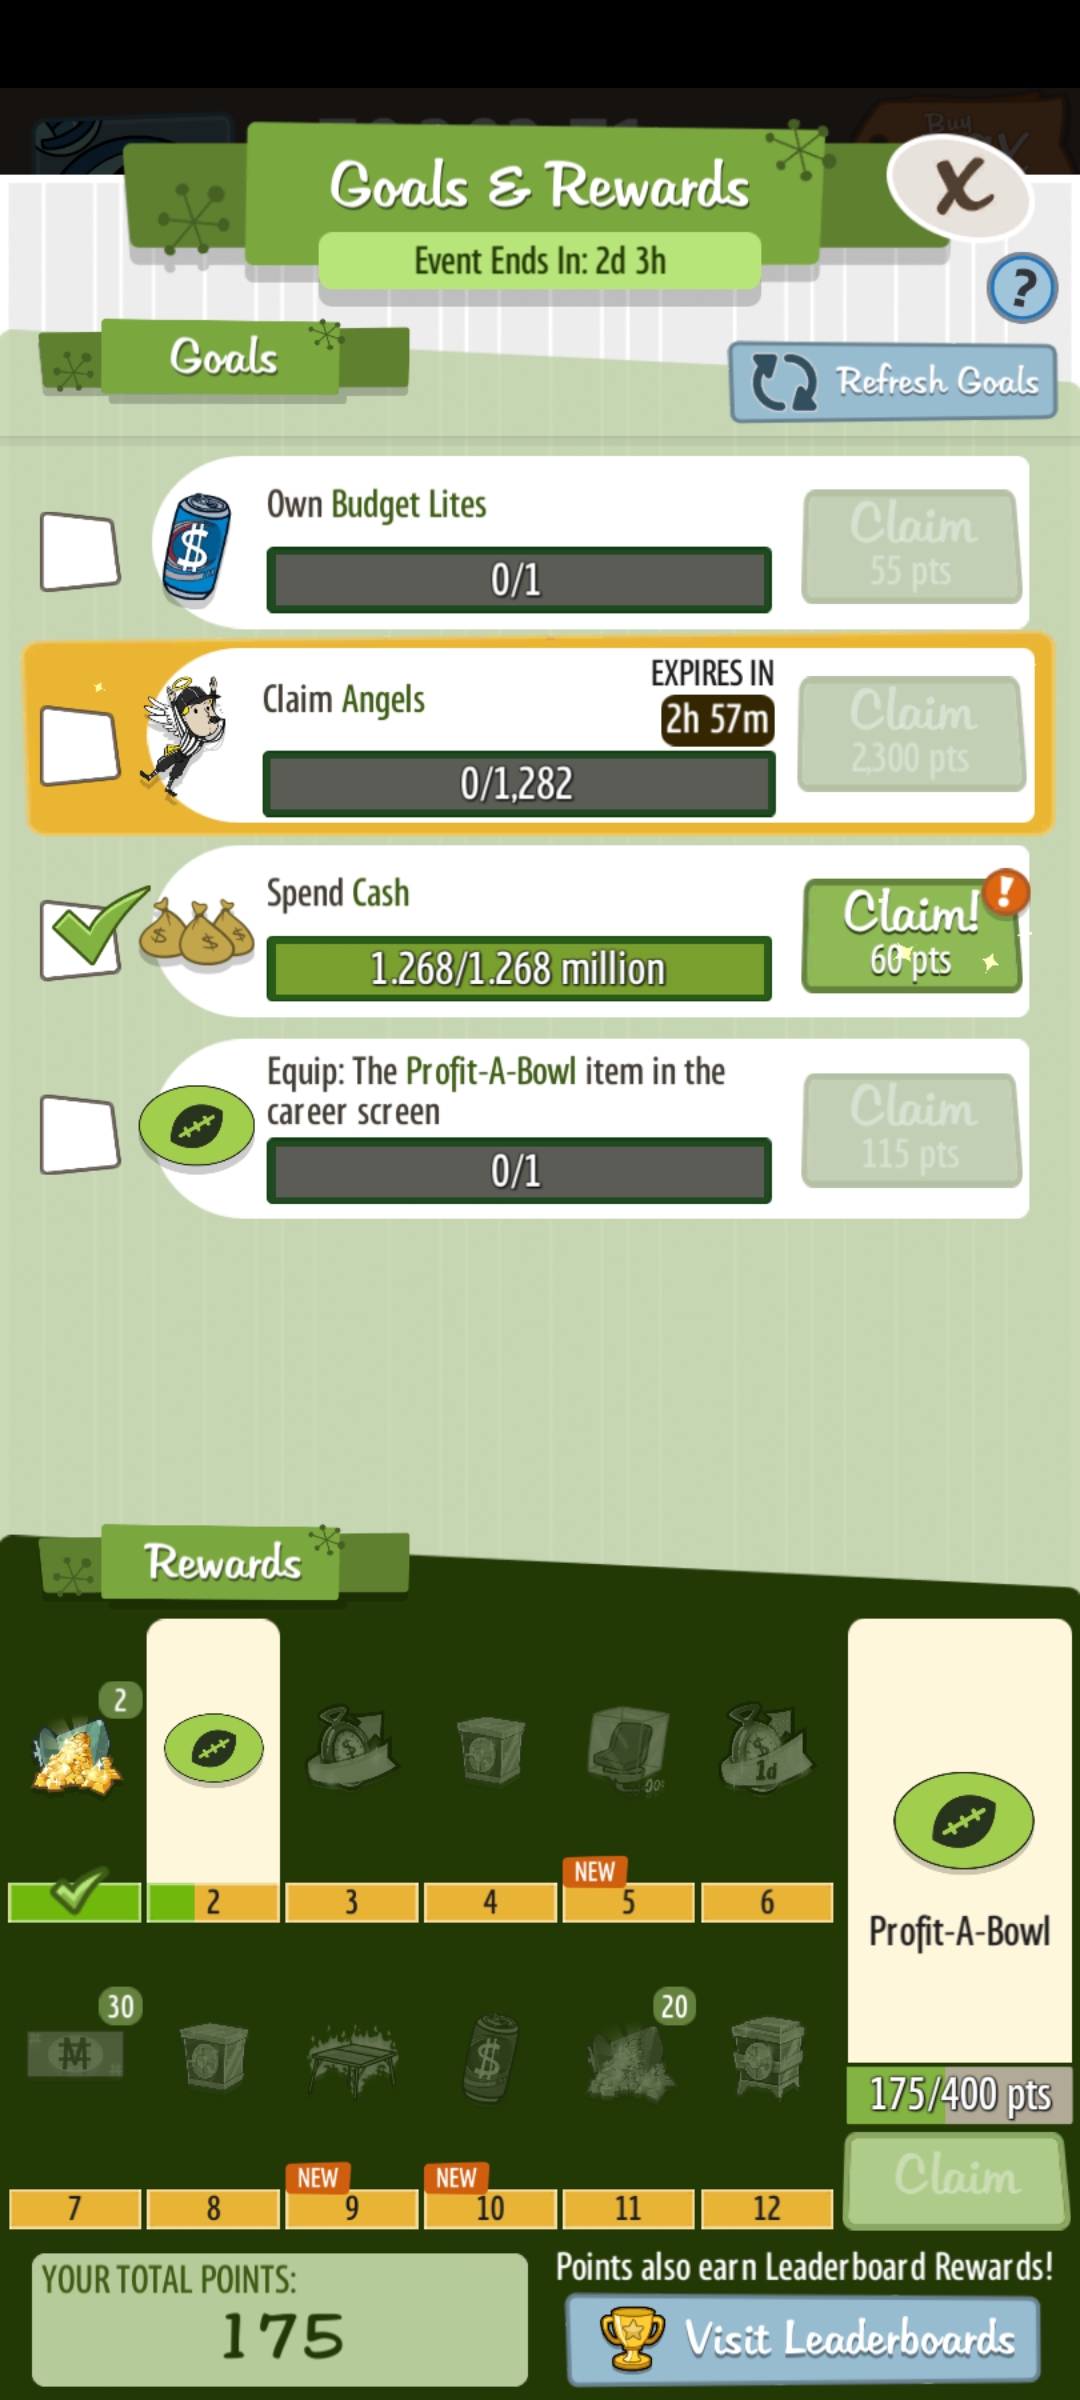 Buy
Goals & Rewards
X
Event Ends In: 2d 3h
?
Goals
Refresh Goals
Own Budget Lites
0/1
Claim
55 pts
Claim Angels
EXPIRES IN
2h 57m
0/1,282
Claim
2,300 pts
Spend Cash
1.268/1.268 million
Claim!
60 pts
!
Equip: The Profit-A-Bowl item in the
career screen
0/1
Claim
115 pts
Rewards
2
1d
NEW
2
3
4
5
6
Profit-A-Bowl
30
20
175/400 pts
NEW
NEW
7
8
9
10
11
12
Claim
YOUR TOTAL POINTS:
175
Points also earn Leaderboard Rewards!
Visit Leaderboards